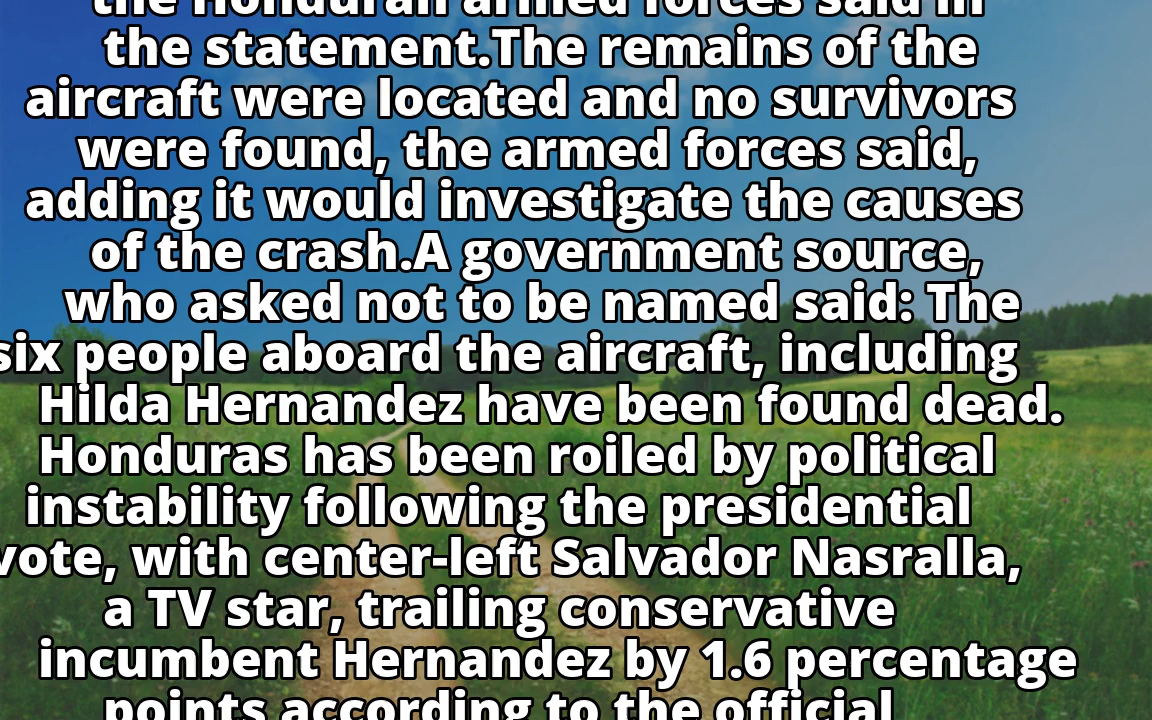 the Honduran armed forces said in
the statement.The remains of the
aircraft were located and no survivors
were found, the armed forces said,
adding it would investigate the causes
of the crash.A government source,
who asked not to be named said: The
six people aboard the aircraft, including
Hilda Hernandez have been found dead.
Honduras has been roiled by political
instability following the presidential
vote, with center-left Salvador Nasralla,
a TV star, trailing conservative
incumbent Hernandez by 1.6 percentage
points according to the official